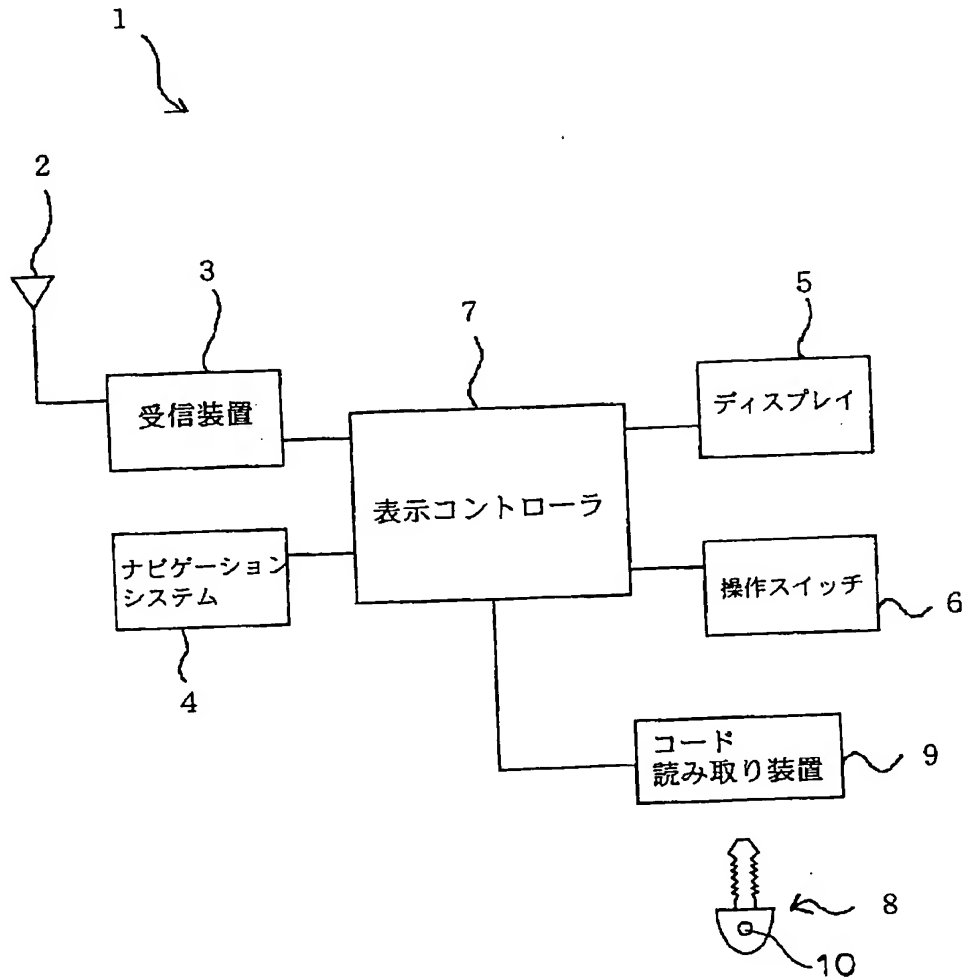 1
2
3
受信装置
7
5
ディスプレイ
表示コントローラ
ナビゲーション
システム
4
操作スイッチ
6
コード
読み取り装置
9
8
10